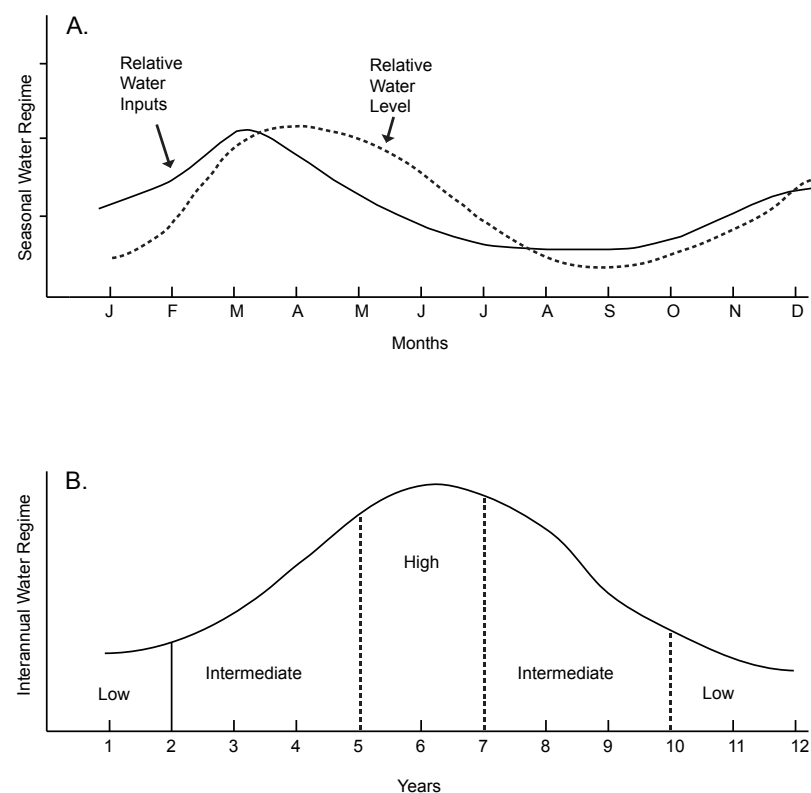 A.
Relative
Water
Inputs
Relative
Water
Level
Seasonal Water Regime
J F M A M J J A S O N D
Months
B.
Interannual Water Regime
High
Intermediate Intermediate
Low Low
1 2 3 4 5 6 7 8 9 10 11 12
Years